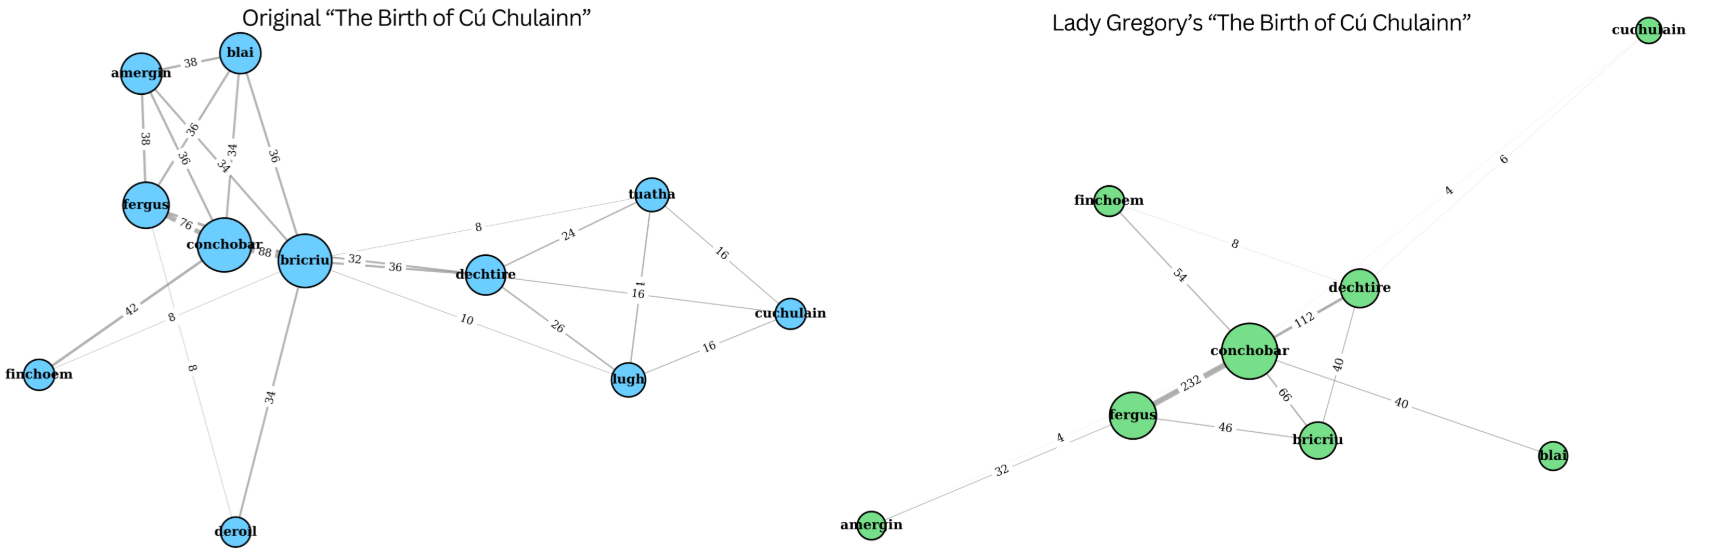 Original “The Birth of Cú Chulainn”
blai
amergin
38
38
36
36
34
34
36
fergus
76
conchobar
88
bricriu
32
36
dechtire
8
tuatha
24
16
16
cuchulain
26
16
10
lugh
42
8
8
finchoem
34
deroil
Lady Gregory’s “The Birth of Cú Chulainn”
cuchulain
6
4
finchoem
8
54
dechtire
112
conchobar
40
232
66
fergus
46
bricriu
40
blai
4
32
amergin